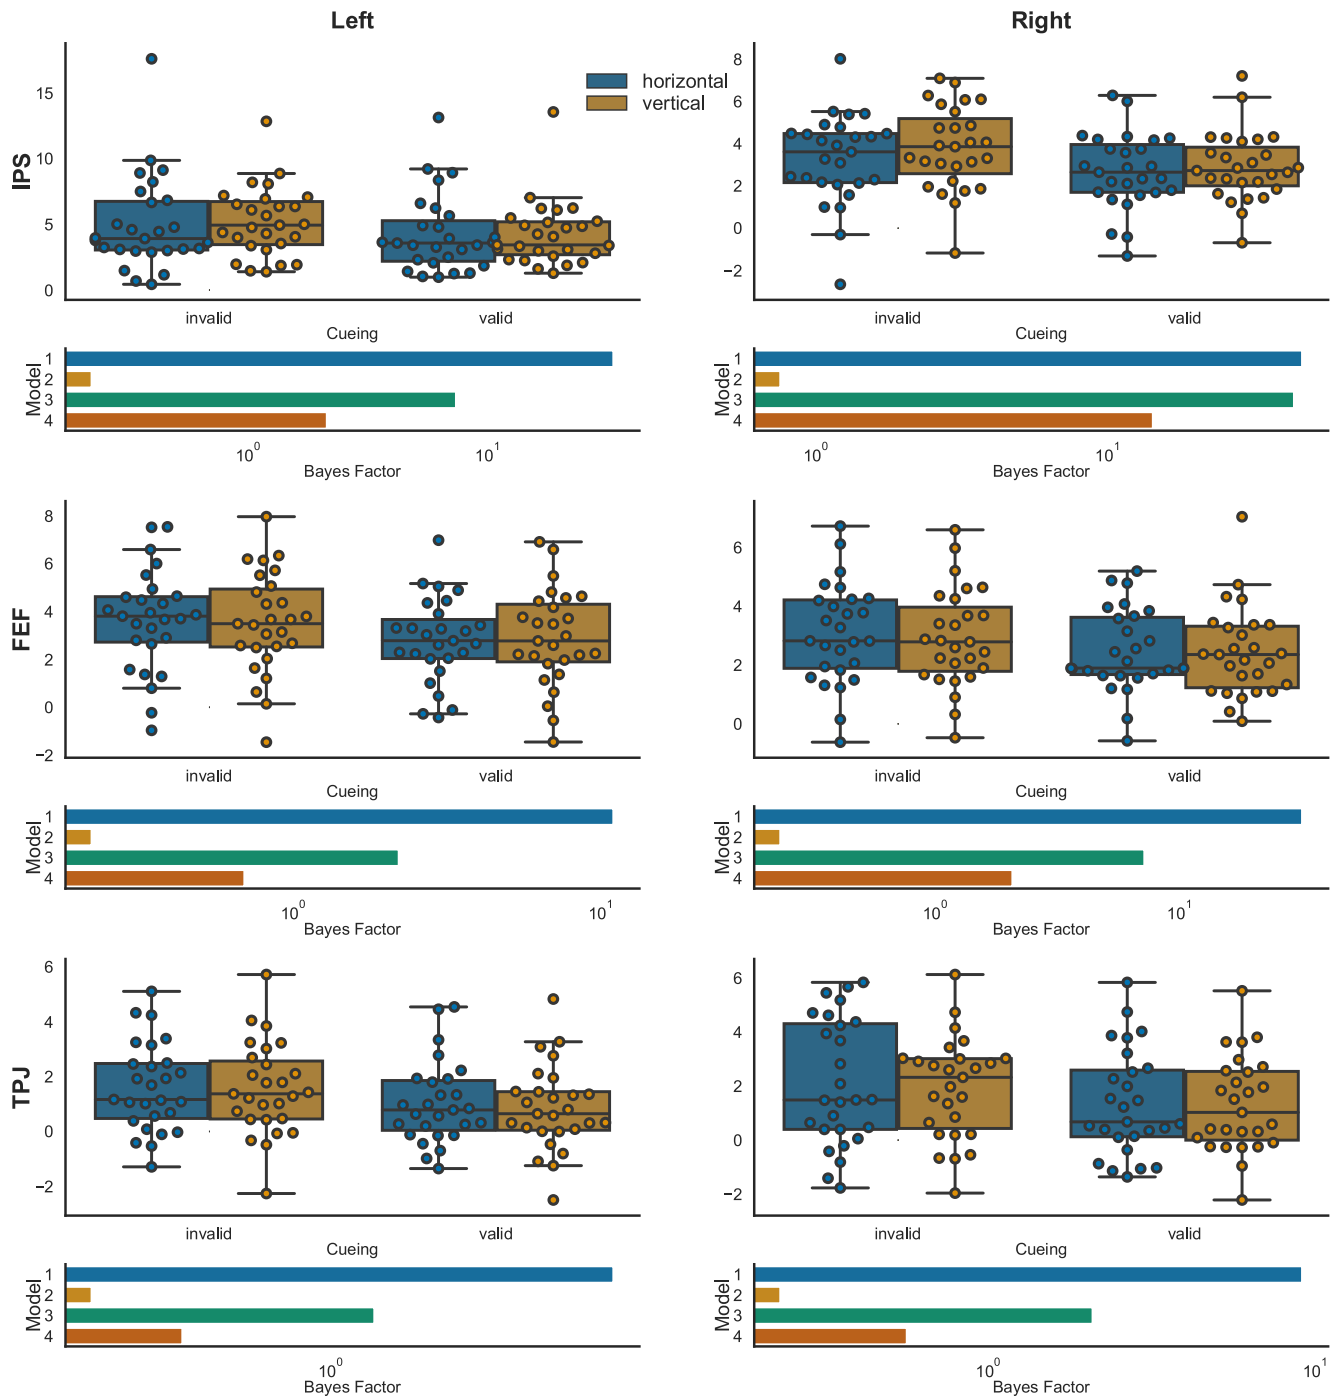 Left
Right
horizontal
vertical
IPS
15
10
5
0
invalid
valid
Cueing
8
6
4
2
0
−2
invalid
valid
Cueing
Model
1
2
3
4
10^0
10^1
Bayes Factor
Model
1
2
3
4
10^0
10^1
Bayes Factor
FEF
8
6
4
2
0
−2
invalid
valid
Cueing
6
4
2
0
invalid
valid
Cueing
Model
1
2
3
4
10^0
10^1
Bayes Factor
Model
1
2
3
4
10^0
10^1
Bayes Factor
TPJ
6
4
2
0
−2
invalid
valid
Cueing
6
4
2
0
−2
invalid
valid
Cueing
Model
1
2
3
4
10^0
Bayes Factor
Model
1
2
3
4
10^0
10^1
Bayes Factor